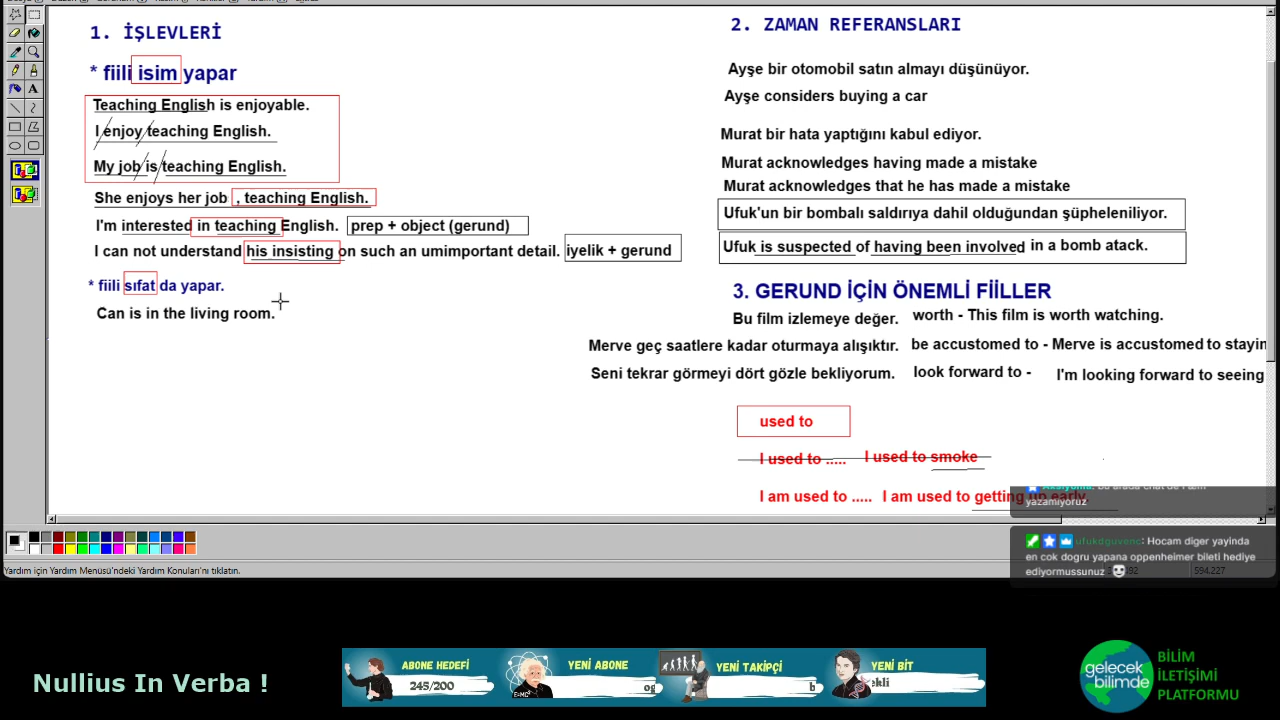 1. İŞLEVLERİ
* fiili isim yapar
Teaching English is enjoyable.
I enjoy teaching English.
My job is teaching English.
She enjoys her job , teaching English.
I'm interested in teaching English. prep + object (gerund)
I can not understand his insisting on such an umimportant detail. iyelik + gerund
* fiili sıfat da yapar.
Can is in the living room.
2. ZAMAN REFERANSLARI
Ayşe bir otomobil satın almayı düşünüyor.
Ayşe considers buying a car
Murat bir hata yaptığını kabul ediyor.
Murat acknowledges having made a mistake
Murat acknowledges that he has made a mistake
Ufuk'un bir bombalı saldırıya dahil olduğundan şüpheleniliyor.
Ufuk is suspected of having been involved in a bomb atack.
3. GERUND İÇİN ÖNEMLİ FİİLLER
Bu film izlemeye değer. worth - This film is worth watching.
Merve geç saatlere kadar oturmaya alışıktır. be accustomed to - Merve is accustomed to stayin
Seni tekrar görmeyi dört gözle bekliyorum. look forward to - I'm looking forward to seeing
used to
I used to ..... I used to smoke
I am used to ..... I am used to getting up early
yazamiyoruz
ufukdguvenc: Hocam diger yayinda
en cok dogru yapana oppenheimer bileti hediye
ediyormussunuz
Yardım için Yardım Menüsü'ndeki Yardım Konuları'nı tıklatın.
594,227
Nullius In Verba !
ABONE HEDEFİ
245/200
YENİ ABONE
E=MC²
og
YENİ TAKİPÇİ
b
YENİ BİT
ekli
gelecek
bilimde
BİLİM
İLETİŞİMİ
PLATFORMU